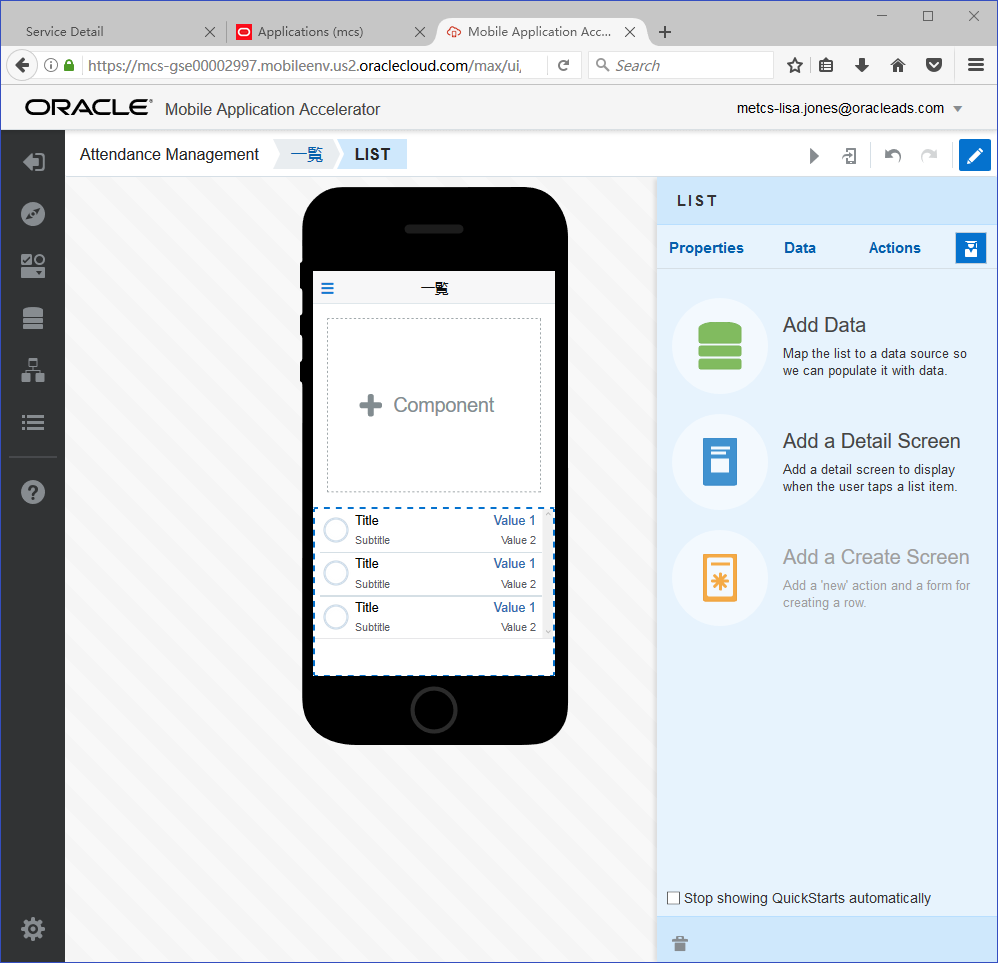 Service Detail
Applications (mcs)
Mobile Application Acc...
https://mcs-gse00002997.mobileenv.us2.oraclecloud.com/max/ui,
Search
ORACLE Mobile Application Accelerator
metcs-lisa.jones@oracleads.com
Attendance Management
一覧
LIST
LIST
Properties
Data
Actions
一覧
Component
Title
Value 1
Subtitle
Value 2
Title
Value 1
Subtitle
Value 2
Title
Value 1
Subtitle
Value 2
Add Data
Map the list to a data source so
we can populate it with data.
Add a Detail Screen
Add a detail screen to display
when the user taps a list item.
Add a Create Screen
Add a 'new' action and a form for
creating a row.
Stop showing QuickStarts automatically